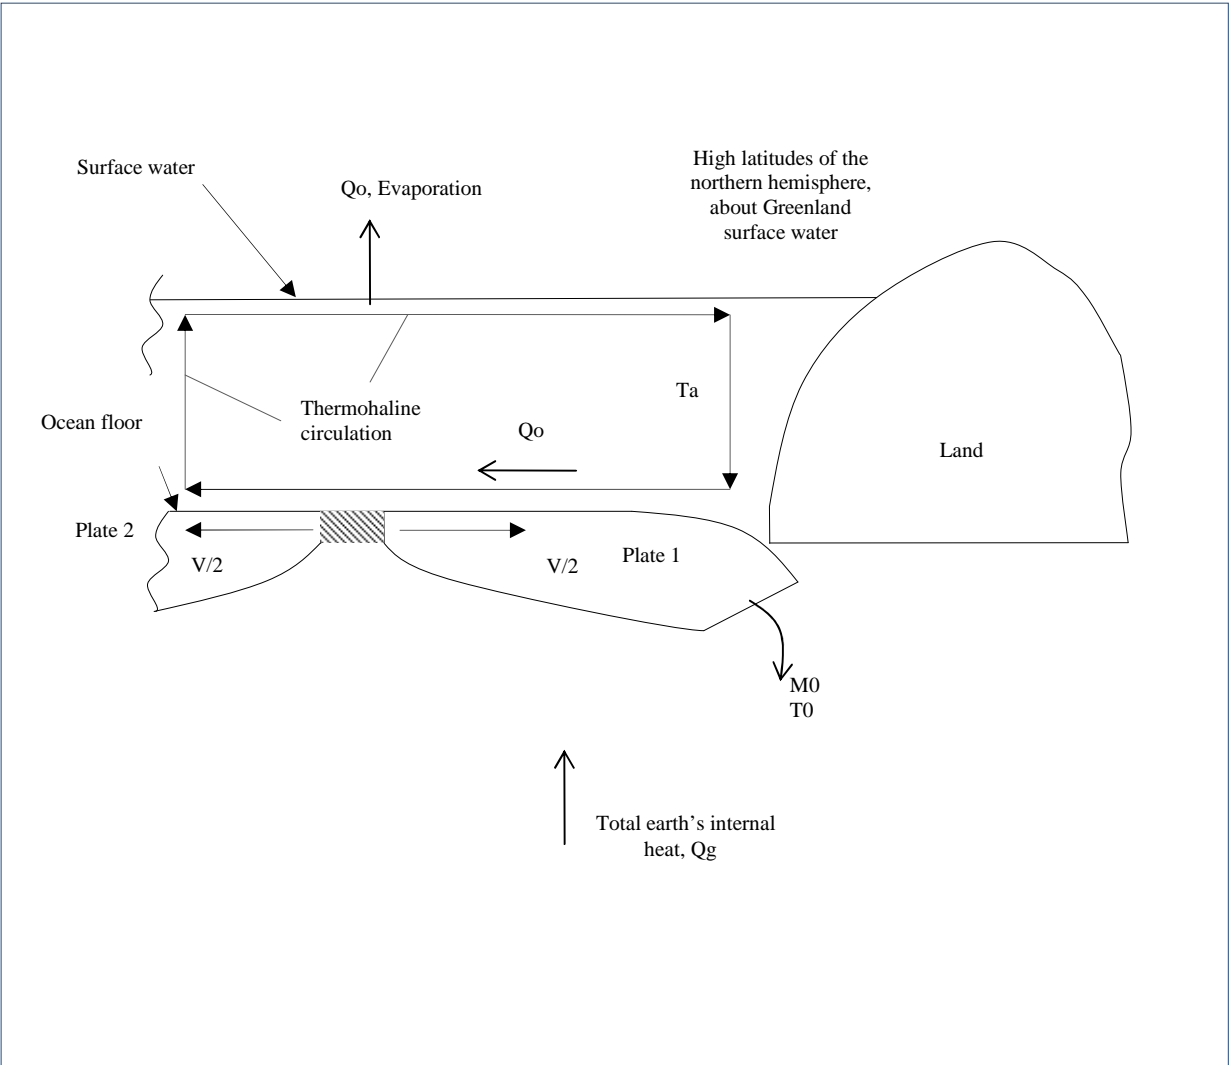 High latitudes of the
northern hemisphere,
about Greenland
surface water
Surface water
Qo, Evaporation
Ta
Thermohaline
circulation
Ocean floor
Qo
Land
Plate 2
Plate 1
V/2
V/2
M0
T0
Total earth’s internal
heat, Qg